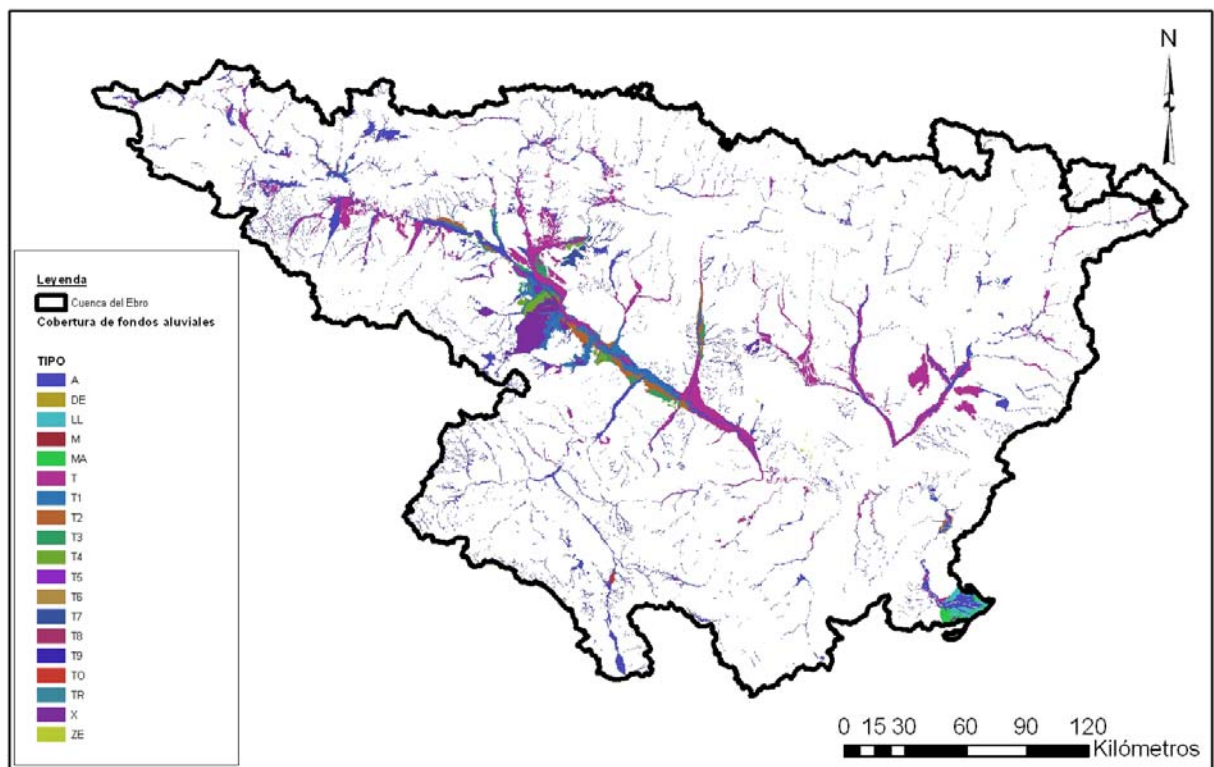 N
Leyenda
Cuenca del Ebro
Cobertura de fondos aluviales
TIPO
A
DE
LL
M
MA
T
T1
T2
T3
T4
T5
T6
T7
T8
T9
TO
TR
X
ZE
0 15 30 60 90 120
Kilómetros